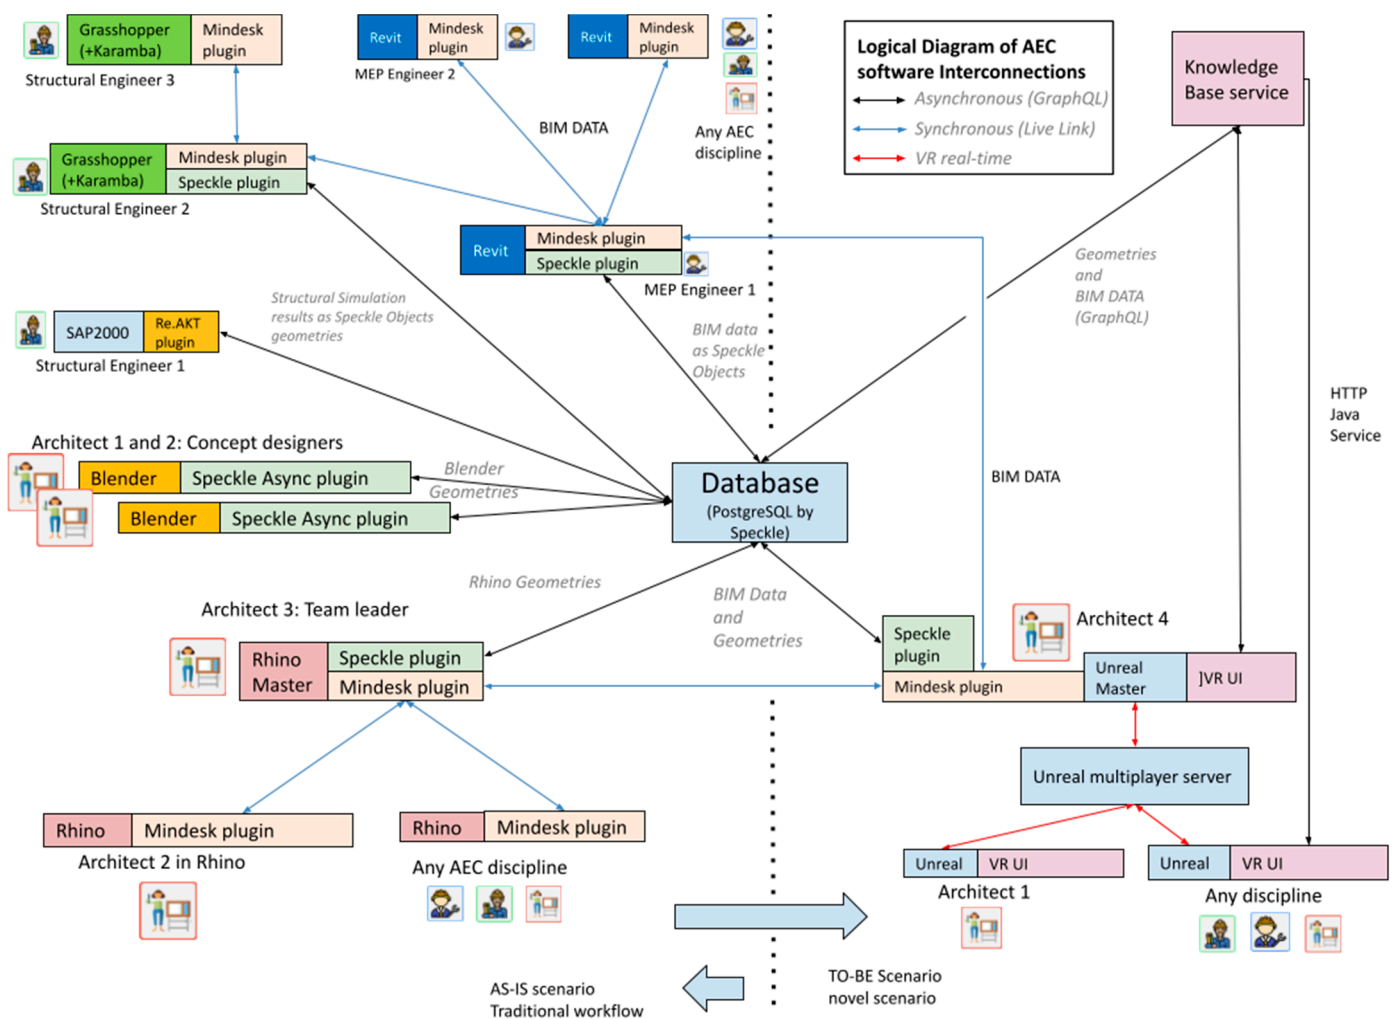 Grasshopper
(+Karamba)
Mindesk
plugin
Structural Engineer 3
Revit
Mindesk
plugin
MEP Engineer 2
Revit
Mindesk
plugin
Any AEC
discipline
BIM DATA
Logical Diagram of AEC
software Interconnections
Asynchronous (GraphQL)
Synchronous (Live Link)
VR real-time
Knowledge
Base service
Grasshopper
(+Karamba)
Mindesk plugin
Speckle plugin
Structural Engineer 2
Revit
Mindesk plugin
Speckle plugin
MEP Engineer 1
Geometries
and
BIM DATA
(GraphQL)
Structural Simulation
results as Speckle Objects
geometries
SAP2000
Re.AKT
plugin
Structural Engineer 1
BIM data
as Speckle
Objects
HTTP
Java
Service
Architect 1 and 2: Concept designers
Blender
Speckle Async plugin
Blender
Speckle Async plugin
Blender
Geometries
Database
(PostgreSQL by
Speckle)
BIM DATA
Rhino Geometries
BIM Data
and
Geometries
Architect 3: Team leader
Rhino
Master
Speckle plugin
Mindesk plugin
Speckle
plugin
Mindesk plugin
Architect 4
Unreal
Master
]VR UI
Unreal multiplayer server
Rhino
Mindesk plugin
Architect 2 in Rhino
Rhino
Mindesk plugin
Any AEC discipline
Unreal
VR UI
Architect 1
Unreal
VR UI
Any discipline
AS-IS scenario
Traditional workflow
TO-BE Scenario
novel scenario